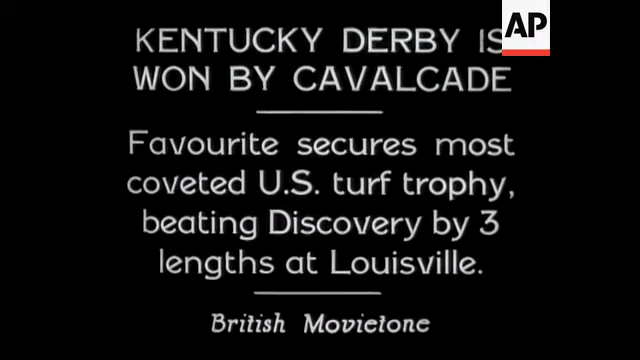 AP
KENTUCKY DERBY IS
WON BY CAVALCADE
Favourite secures most
coveted U.S. turf trophy,
beating Discovery by 3
lengths at Louisville.
British Movietone